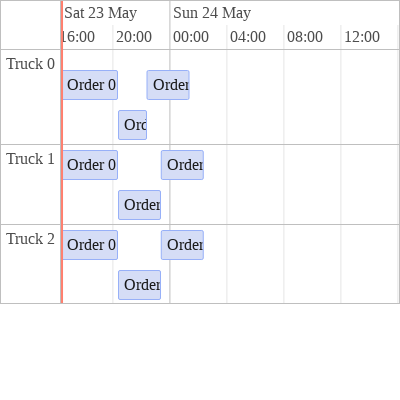 Sat 23 May Sun 24 May
16:00 20:00 00:00 04:00 08:00 12:00
Truck 0
Order 0 Order
Ord
Truck 1
Order 0 Order
Order
Truck 2
Order 0 Order
Order